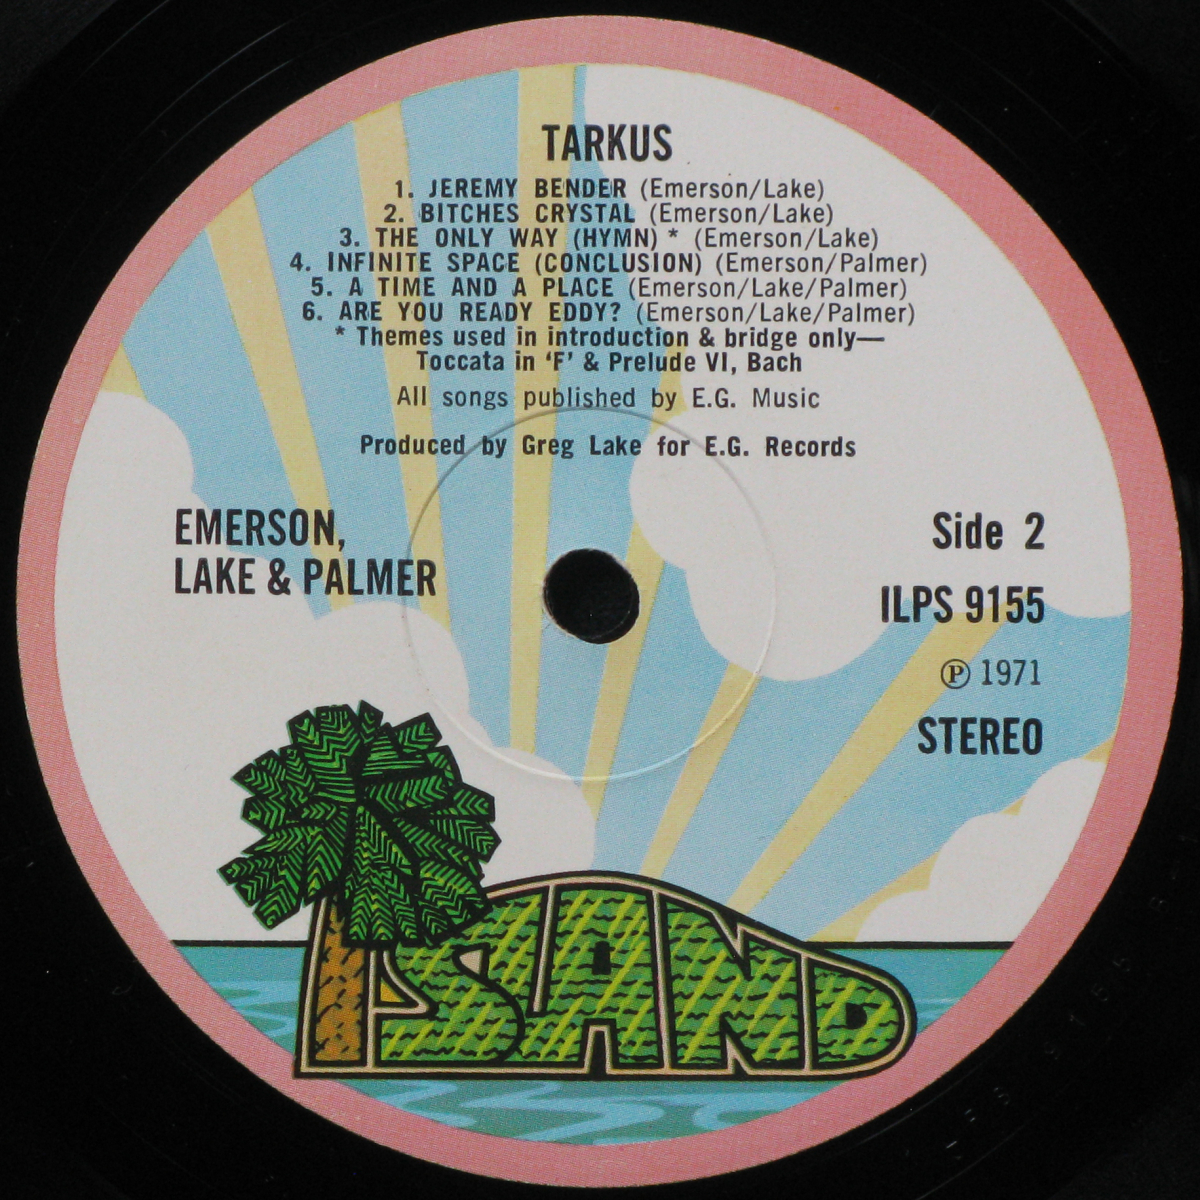 TARKUS
1. JEREMY BENDER (Emerson/Lake)
2. BITCHES CRYSTAL (Emerson/Lake)
3. THE ONLY WAY (HYMN) * (Emerson/Lake)
4. INFINITE SPACE (CONCLUSION) (Emerson/Palmer)
5. A TIME AND A PLACE (Emerson/Lake/Palmer)
6. ARE YOU READY EDDY? (Emerson/Lake/Palmer)
* Themes used in introduction & bridge only—
Toccata in ‘F’ & Prelude VI, Bach
All songs published by E.G. Music
Produced by Greg Lake for E.G. Records
EMERSON,
LAKE & PALMER
Side 2
ILPS 9155
℗ 1971
STEREO
ISLAND